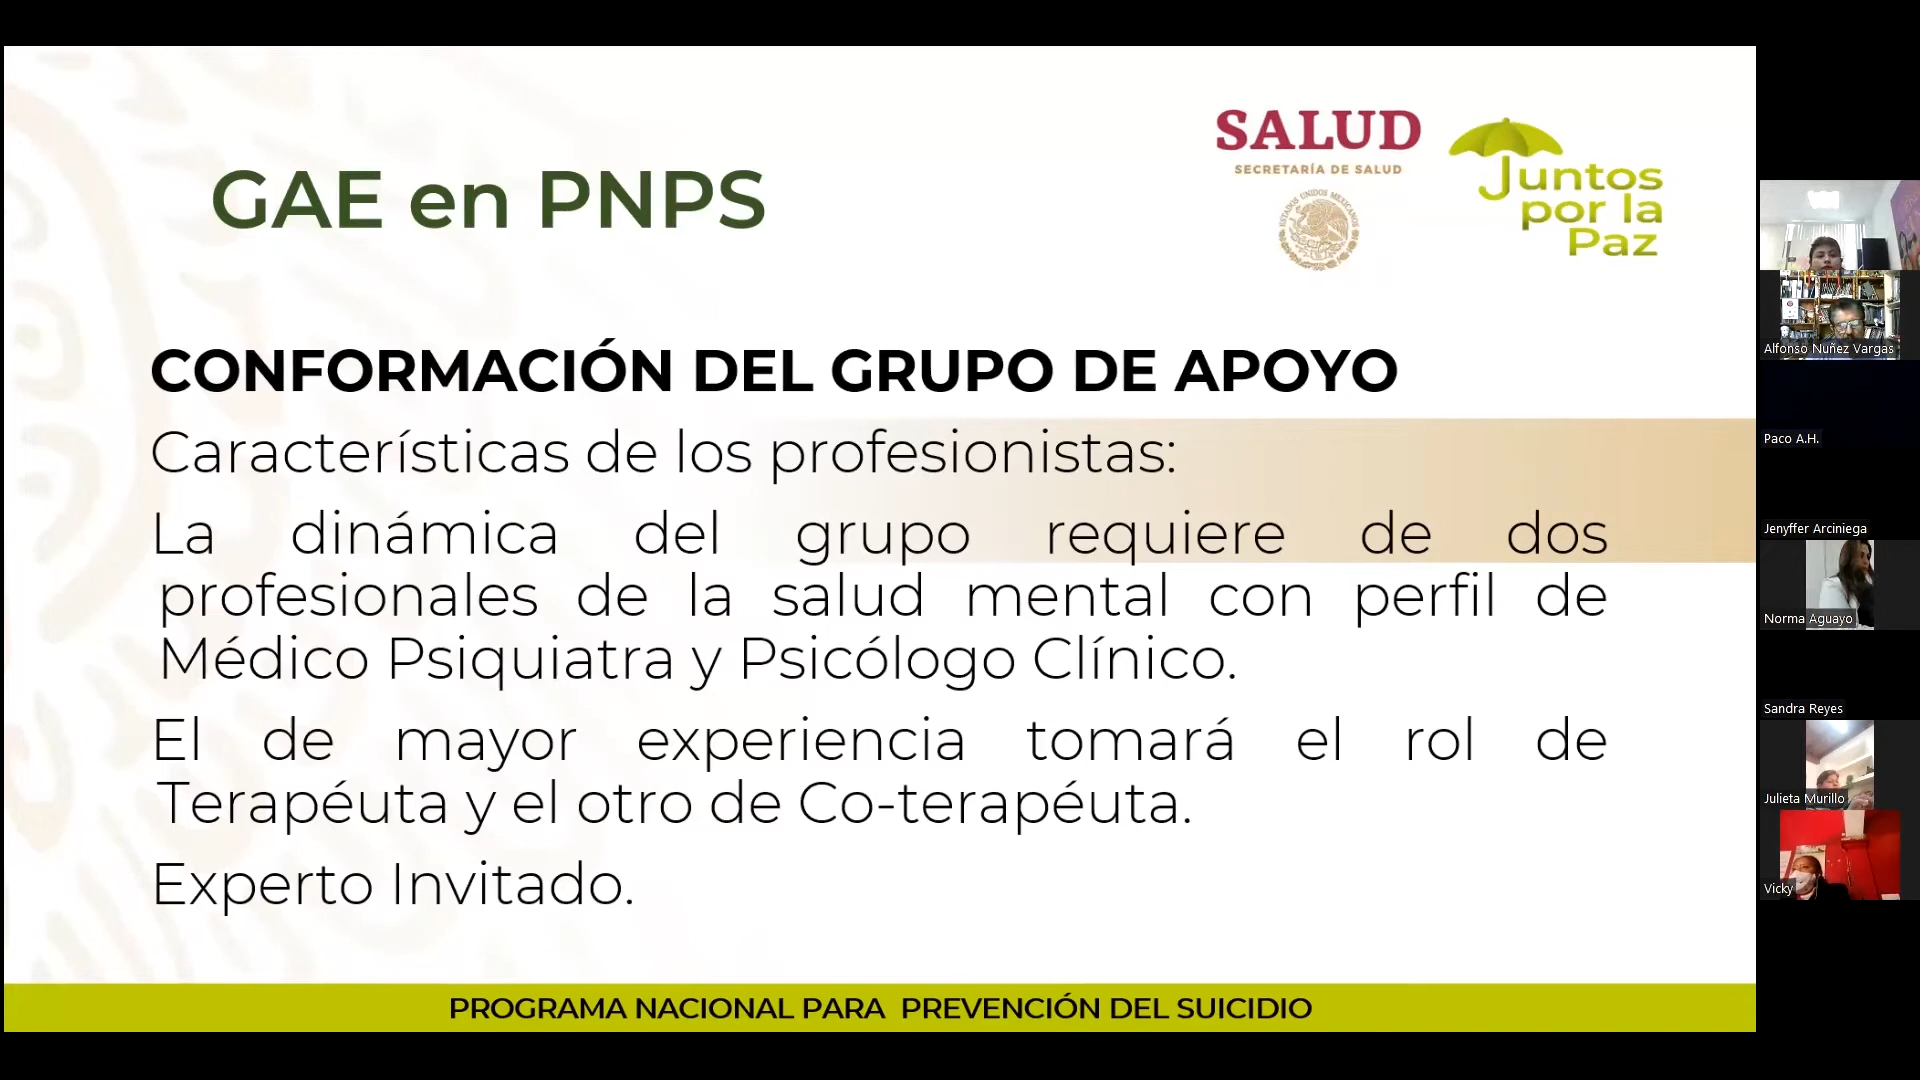 SALUD
SECRETARÍA DE SALUD
ESTADOS UNIDOS MEXICANOS
Juntos
por la
Paz
GAE en PNPS
CONFORMACIÓN DEL GRUPO DE APOYO
Características de los profesionistas:
La dinámica del grupo requiere de dos
profesionales de la salud mental con perfil de
Médico Psiquiatra y Psicólogo Clínico.
El de mayor experiencia tomará el rol de
Terapéuta y el otro de Co-terapéuta.
Experto Invitado.
PROGRAMA NACIONAL PARA PREVENCIÓN DEL SUICIDIO
Alfonso Nuñez Vargas
Paco A.H.
Jenyffer Arciniega
Norma Aguayo
Sandra Reyes
Julieta Murillo
Vicky